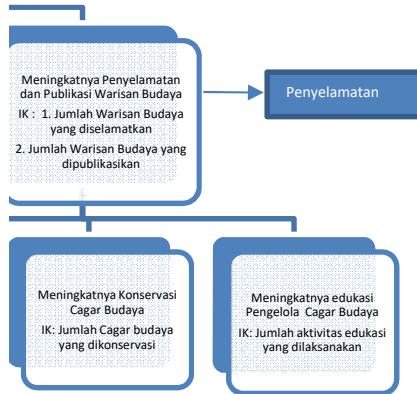 Meningkatnya Penyelamatan
dan Publikasi Warisan Budaya
IK : 1. Jumlah Warisan Budaya
yang diselamatkan
2. Jumlah Warisan Budaya yang
dipublikasikan
Penyelamatan
Meningkatnya Konservasi
Cagar Budaya
IK: Jumlah Cagar budaya
yang dikonservasi
Meningkatnya edukasi
Pengelola Cagar Budaya
IK: Jumlah aktivitas edukasi
yang dilaksanakan